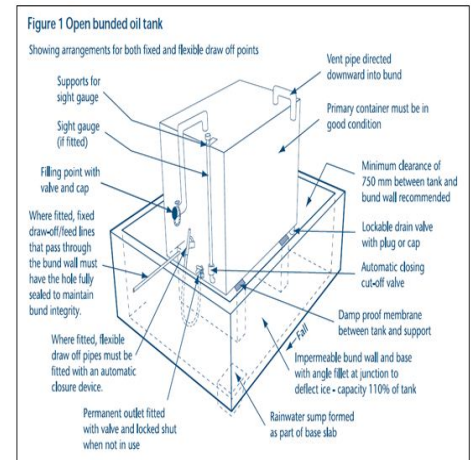 Figure 1 Open bunded oil tank
Showing arrangements for both fixed and flexible draw off points
Supports for
sight gauge
Sight gauge
(if fitted)
Filling point with
valve and cap
Where fitted, fixed
draw-off/feed lines
that pass through
the bund wall must
have the hole fully
sealed to maintain
bund integrity.
Where fitted, flexible
draw off pipes must be
fitted with an automatic
closure device.
Permanent outlet fitted
with valve and locked shut
when not in use
Vent pipe directed
downward into bund
Primary container must be in
good condition
Minimum clearance of
750 mm between tank and
bund wall recommended
Lockable drain valve
with plug or cap
Automatic closing
cut-off valve
Damp proof membrane
between tank and support
Fall
Impermeable bund wall and base
with angle fillet at junction to
deflect ice - capacity 110% of tank
Rainwater sump formed
as part of base slab